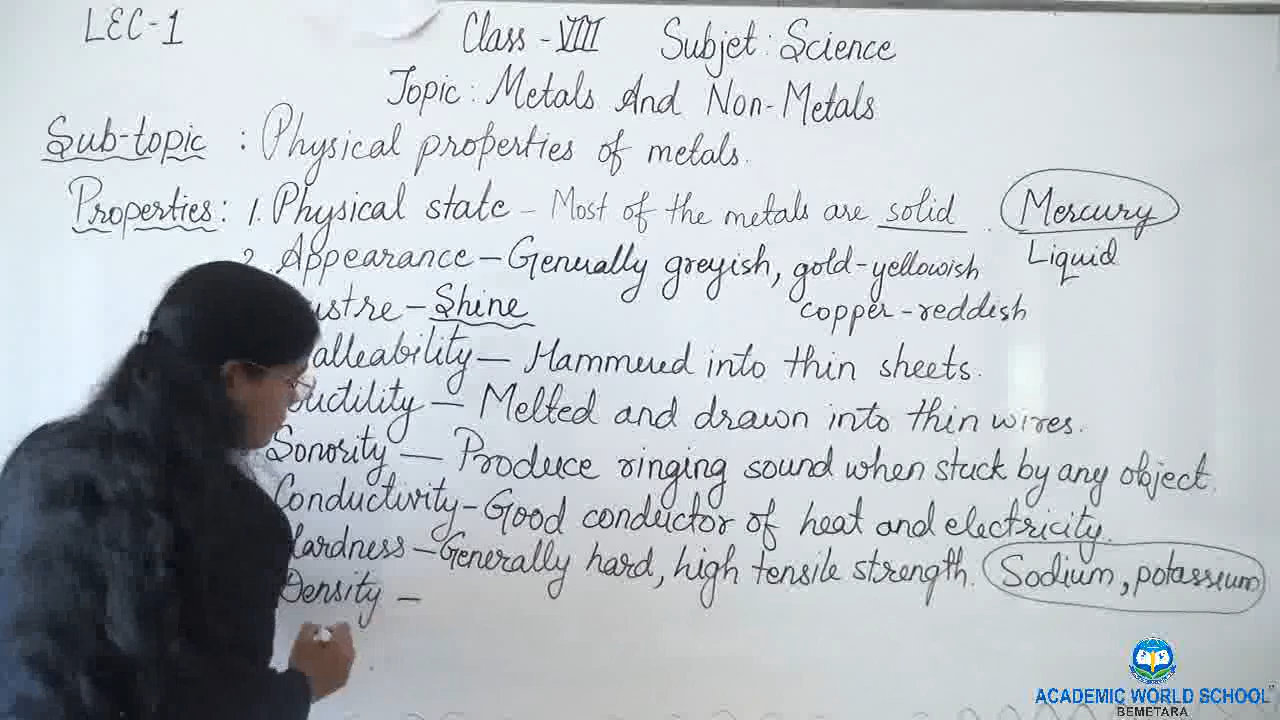 LEC-1
Class-VIII Subjet: Science
Topic: Metals And Non-Metals
Sub-topic : Physical properties of metals.
Properties: 1. Physical state - Most of the metals are solid. Mercury
Liquid
2. Appearance - Generally greyish, gold-yellowish
copper-reddish
ustre - Shine
alleability - Hammered into thin sheets.
uctility - Melted and drawn into thin wires.
Sonority - Produce ringing sound when stuck by any object.
Conductivity - Good conductor of heat and electricity.
Hardness - Generally hard, high tensile strength. Sodium, potassium
Density -
ACADEMIC WORLD SCHOOL
BEMETARA